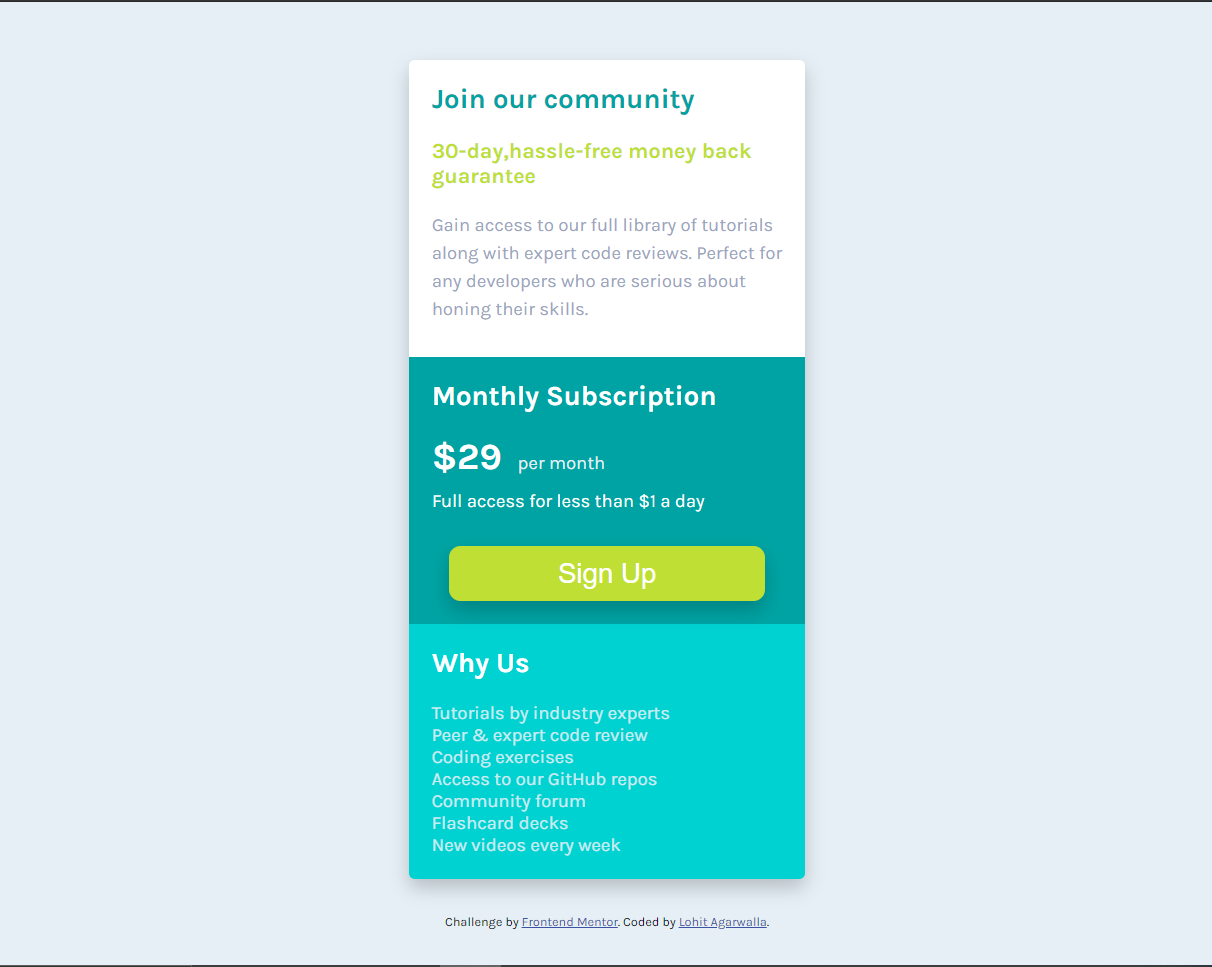 Join our community
30-day,hassle-free money back
guarantee
Gain access to our full library of tutorials
along with expert code reviews. Perfect for
any developers who are serious about
honing their skills.
Monthly Subscription
$29 per month
Full access for less than $1 a day
Sign Up
Why Us
Tutorials by industry experts
Peer & expert code review
Coding exercises
Access to our GitHub repos
Community forum
Flashcard decks
New videos every week
Challenge by Frontend Mentor. Coded by Lohit Agarwalla.